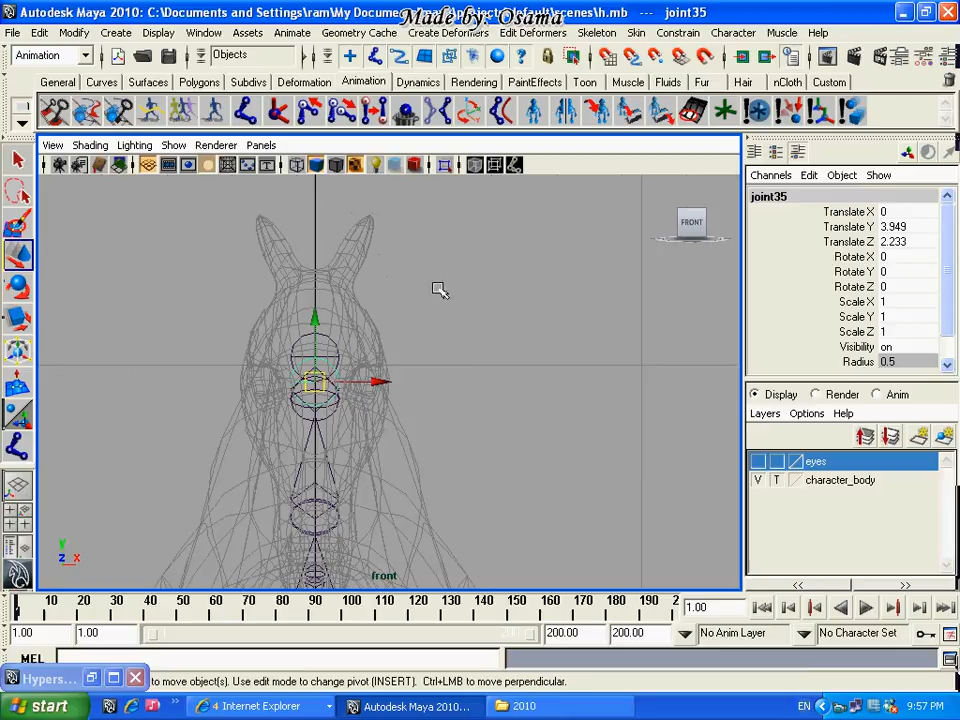 Autodesk Maya 2010: C:\Documents and Settings\ram\My Docume
default\scenes\h.mb --- joint35
Made by: Osama
File Edit Modify Create Display Window Assets Animate Geometry Cache Create Deformers Edit Deformers Skeleton Skin Constrain Character Muscle Help
Animation
Objects
General Curves Surfaces Polygons Subdivs Deformation Animation Dynamics Rendering PaintEffects Toon Muscle Fluids Fur Hair nCloth Custom
View Shading Lighting Show Renderer Panels
FRONT
y
z x
front
Channels Edit Object Show
joint35
Translate X 0
Translate Y 3.949
Translate Z 2.233
Rotate X 0
Rotate Y 0
Rotate Z 0
Scale X 1
Scale Y 1
Scale Z 1
Visibility on
Radius 0.5
Display Render Anim
Layers Options Help
eyes
V T character_body
<< >>
10 20 30 40 50 60 70 80 90 100 110 120 130 140 150 160 170 180 190 2
1.00
1.00 1.00 200.00 200.00 No Anim Layer No Character Set
MEL
Hypers... to move object(s). Use edit mode to change pivot (INSERT). Ctrl+LMB to move perpendicular.
start 4 Internet Explorer Autodesk Maya 2010... 2010 EN 9:57 PM